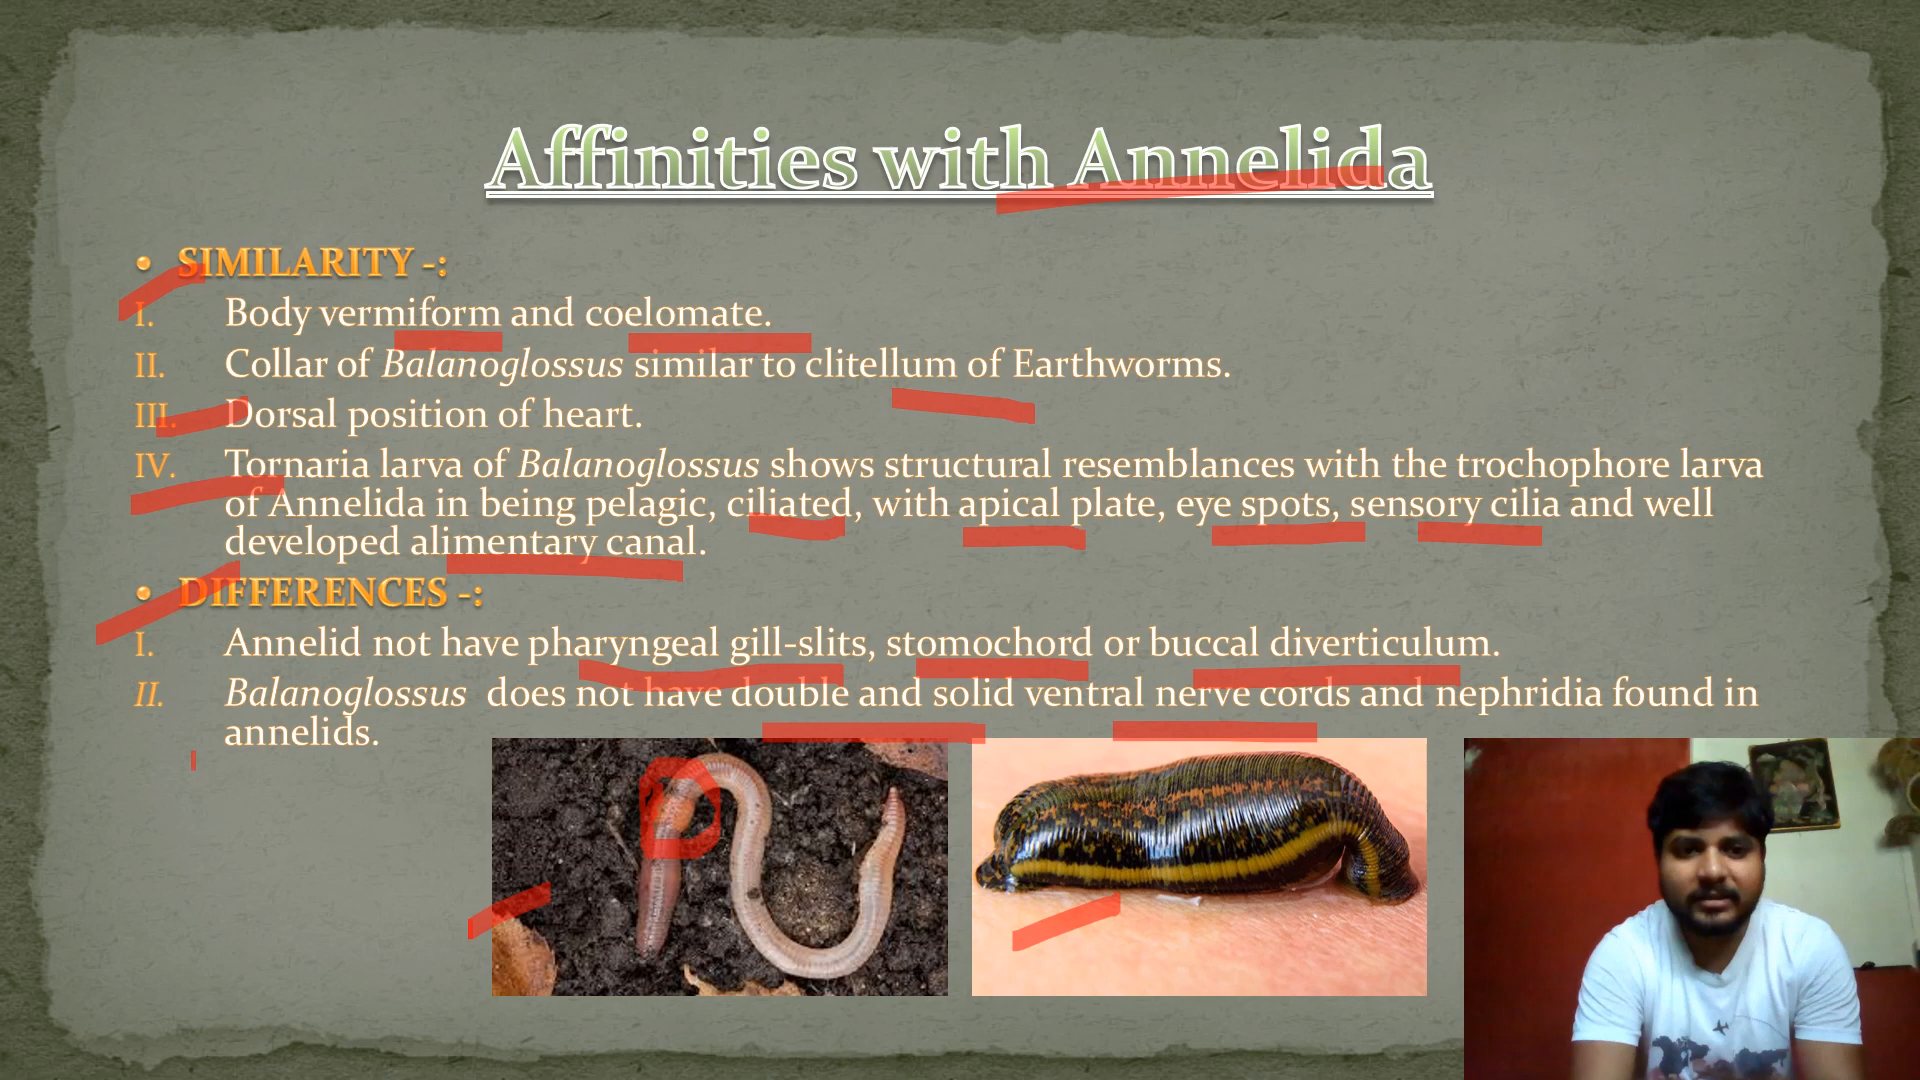 Affinities with Annelida
• SIMILARITY -:
I. Body vermiform and coelomate.
II. Collar of Balanoglossus similar to clitellum of Earthworms.
III. Dorsal position of heart.
IV. Tornaria larva of Balanoglossus shows structural resemblances with the trochophore larva
of Annelida in being pelagic, ciliated, with apical plate, eye spots, sensory cilia and well
developed alimentary canal.
• DIFFERENCES -:
I. Annelid not have pharyngeal gill-slits, stomochord or buccal diverticulum.
II. Balanoglossus does not have double and solid ventral nerve cords and nephridia found in
annelids.